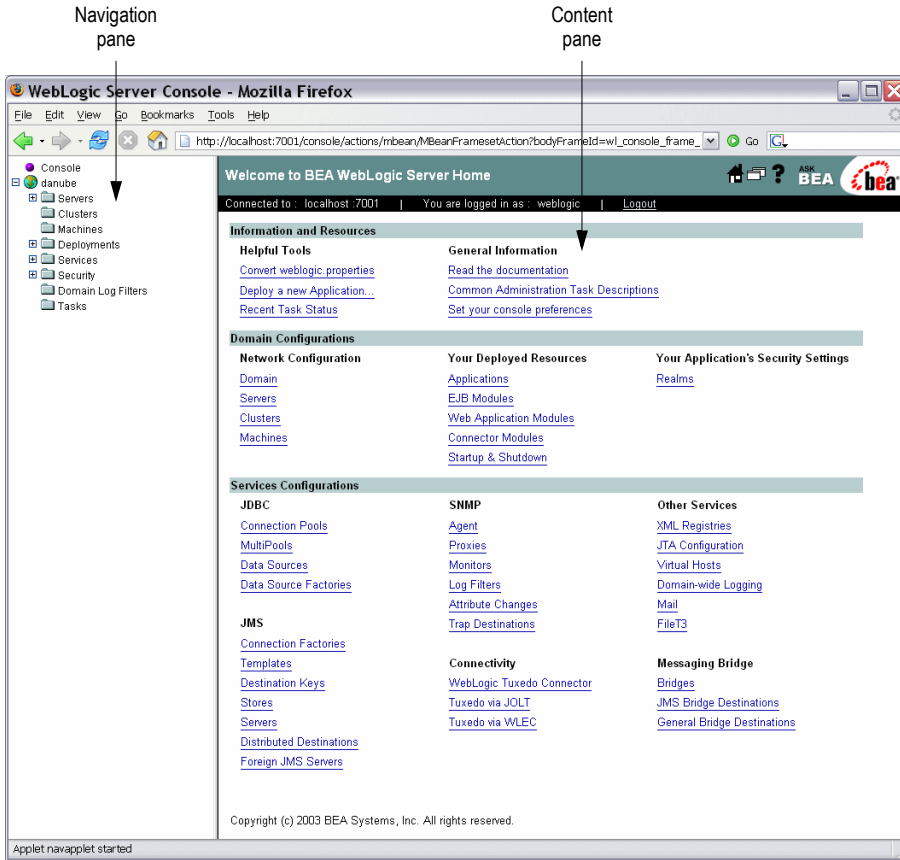 Navigation
pane
Content
pane
WebLogic Server Console - Mozilla Firefox
File Edit View Go Bookmarks Tools Help
http://localhost:7001/console/actions/mbean/MBeanFramesetAction?bodyFrameId=wl_console_frame_ Go
Console
danube
Servers
Clusters
Machines
Deployments
Services
Security
Domain Log Filters
Tasks
Welcome to BEA WebLogic Server Home
ASK BEA
bea
Connected to : localhost :7001 | You are logged in as : weblogic | Logout
Information and Resources
Helpful Tools
Convert weblogic.properties
Deploy a new Application...
Recent Task Status
General Information
Read the documentation
Common Administration Task Descriptions
Set your console preferences
Domain Configurations
Network Configuration
Domain
Servers
Clusters
Machines
Your Deployed Resources
Applications
EJB Modules
Web Application Modules
Connector Modules
Startup & Shutdown
Your Application's Security Settings
Realms
Services Configurations
JDBC
Connection Pools
MultiPools
Data Sources
Data Source Factories
SNMP
Agent
Proxies
Monitors
Log Filters
Attribute Changes
Trap Destinations
Other Services
XML Registries
JTA Configuration
Virtual Hosts
Domain-wide Logging
Mail
FileT3
JMS
Connection Factories
Templates
Destination Keys
Stores
Servers
Distributed Destinations
Foreign JMS Servers
Connectivity
WebLogic Tuxedo Connector
Tuxedo via JOLT
Tuxedo via WLEC
Messaging Bridge
Bridges
JMS Bridge Destinations
General Bridge Destinations
Copyright (c) 2003 BEA Systems, Inc. All rights reserved.
Applet navapplet started